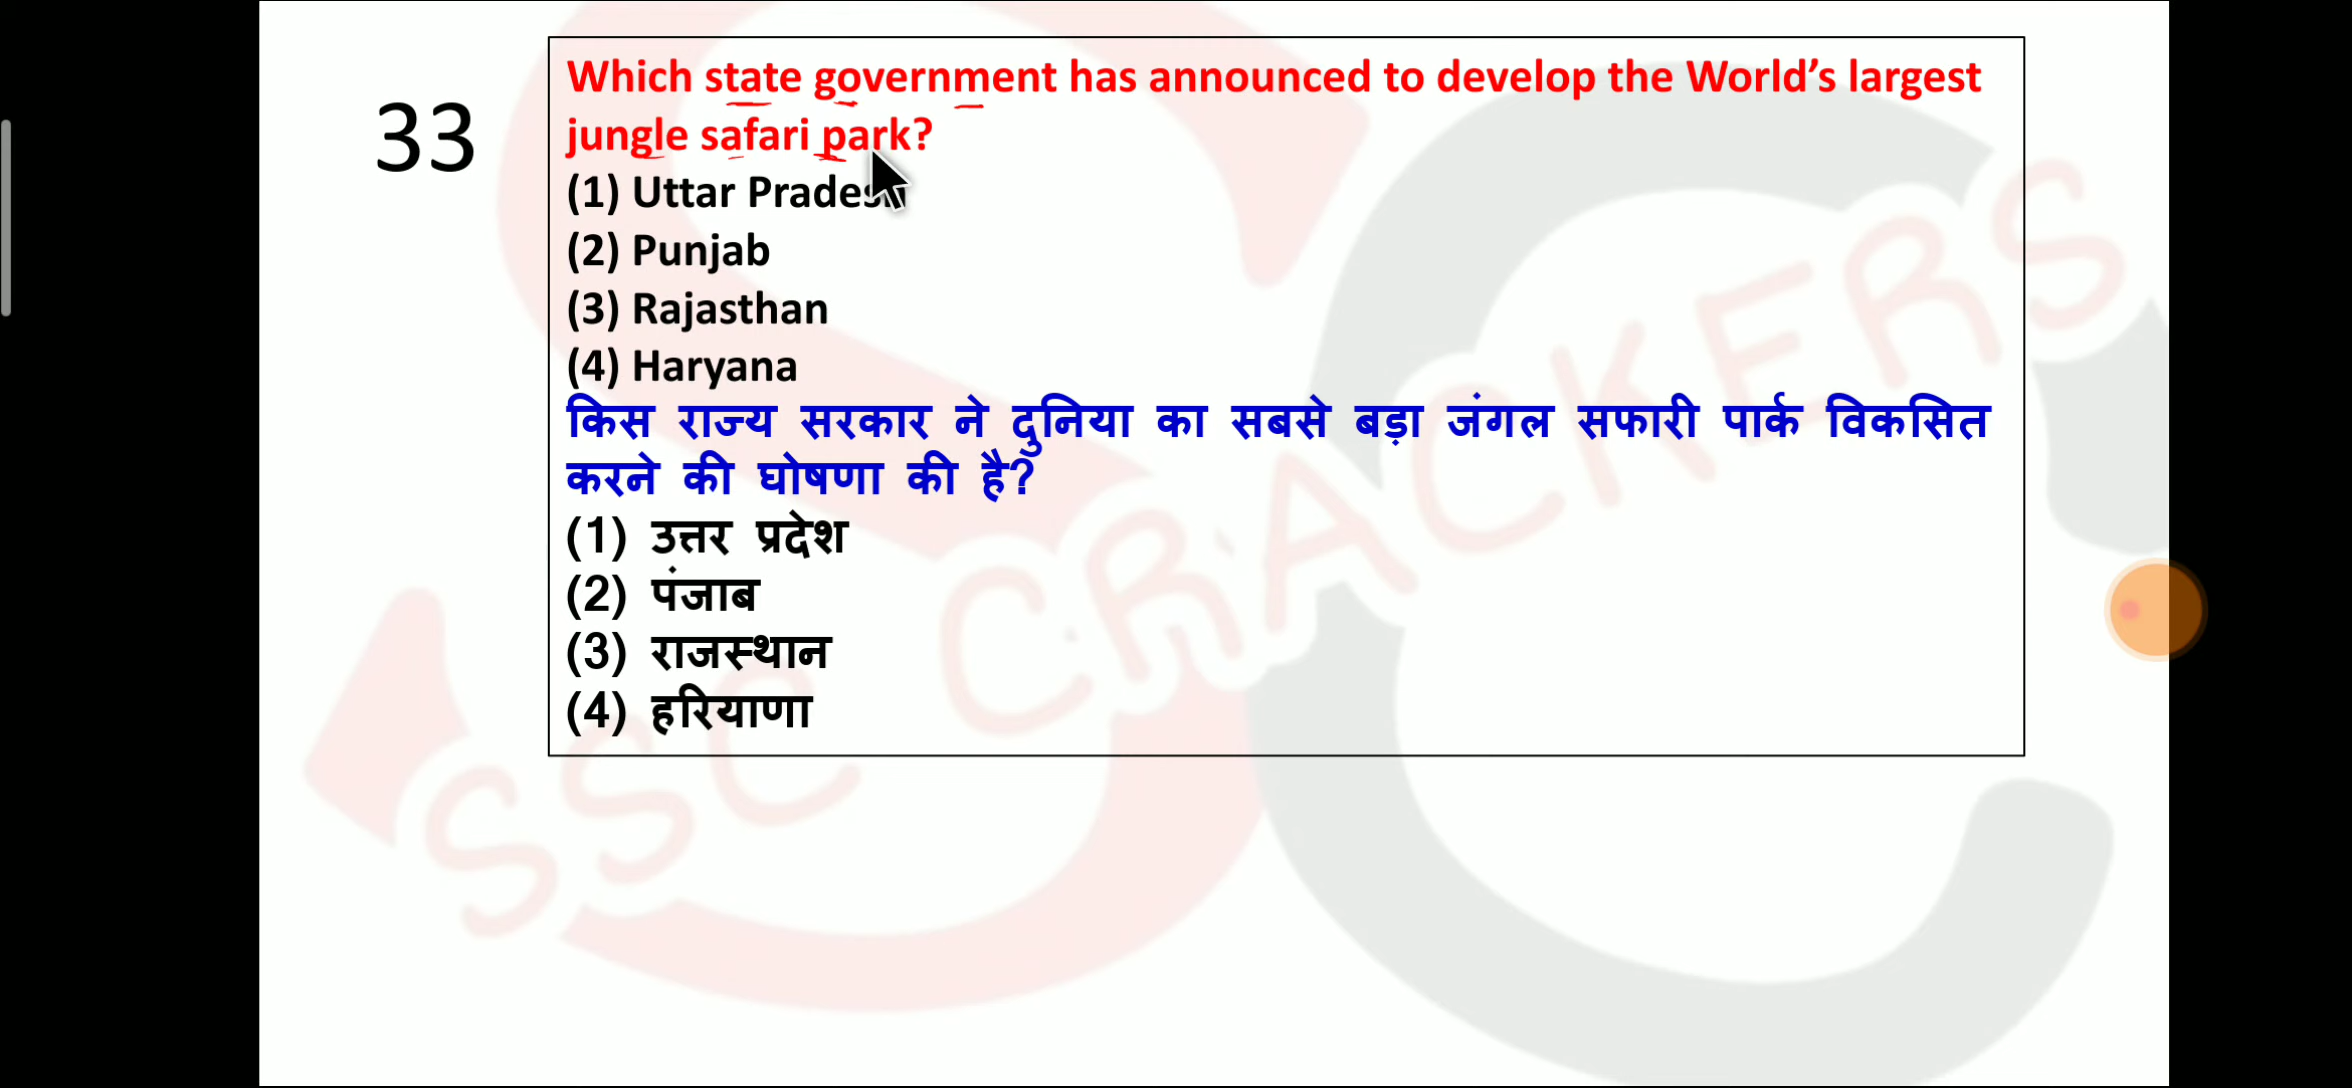 33
Which state government has announced to develop the World's largest
jungle safari park?
(1) Uttar Pradesh
(2) Punjab
(3) Rajasthan
(4) Haryana
किस राज्य सरकार ने दुनिया का सबसे बड़ा जंगल सफारी पार्क विकसित
करने की घोषणा की है?
(1) उत्तर प्रदेश
(2) पंजाब
(3) राजस्थान
(4) हरियाणा
SSC CRACKERS